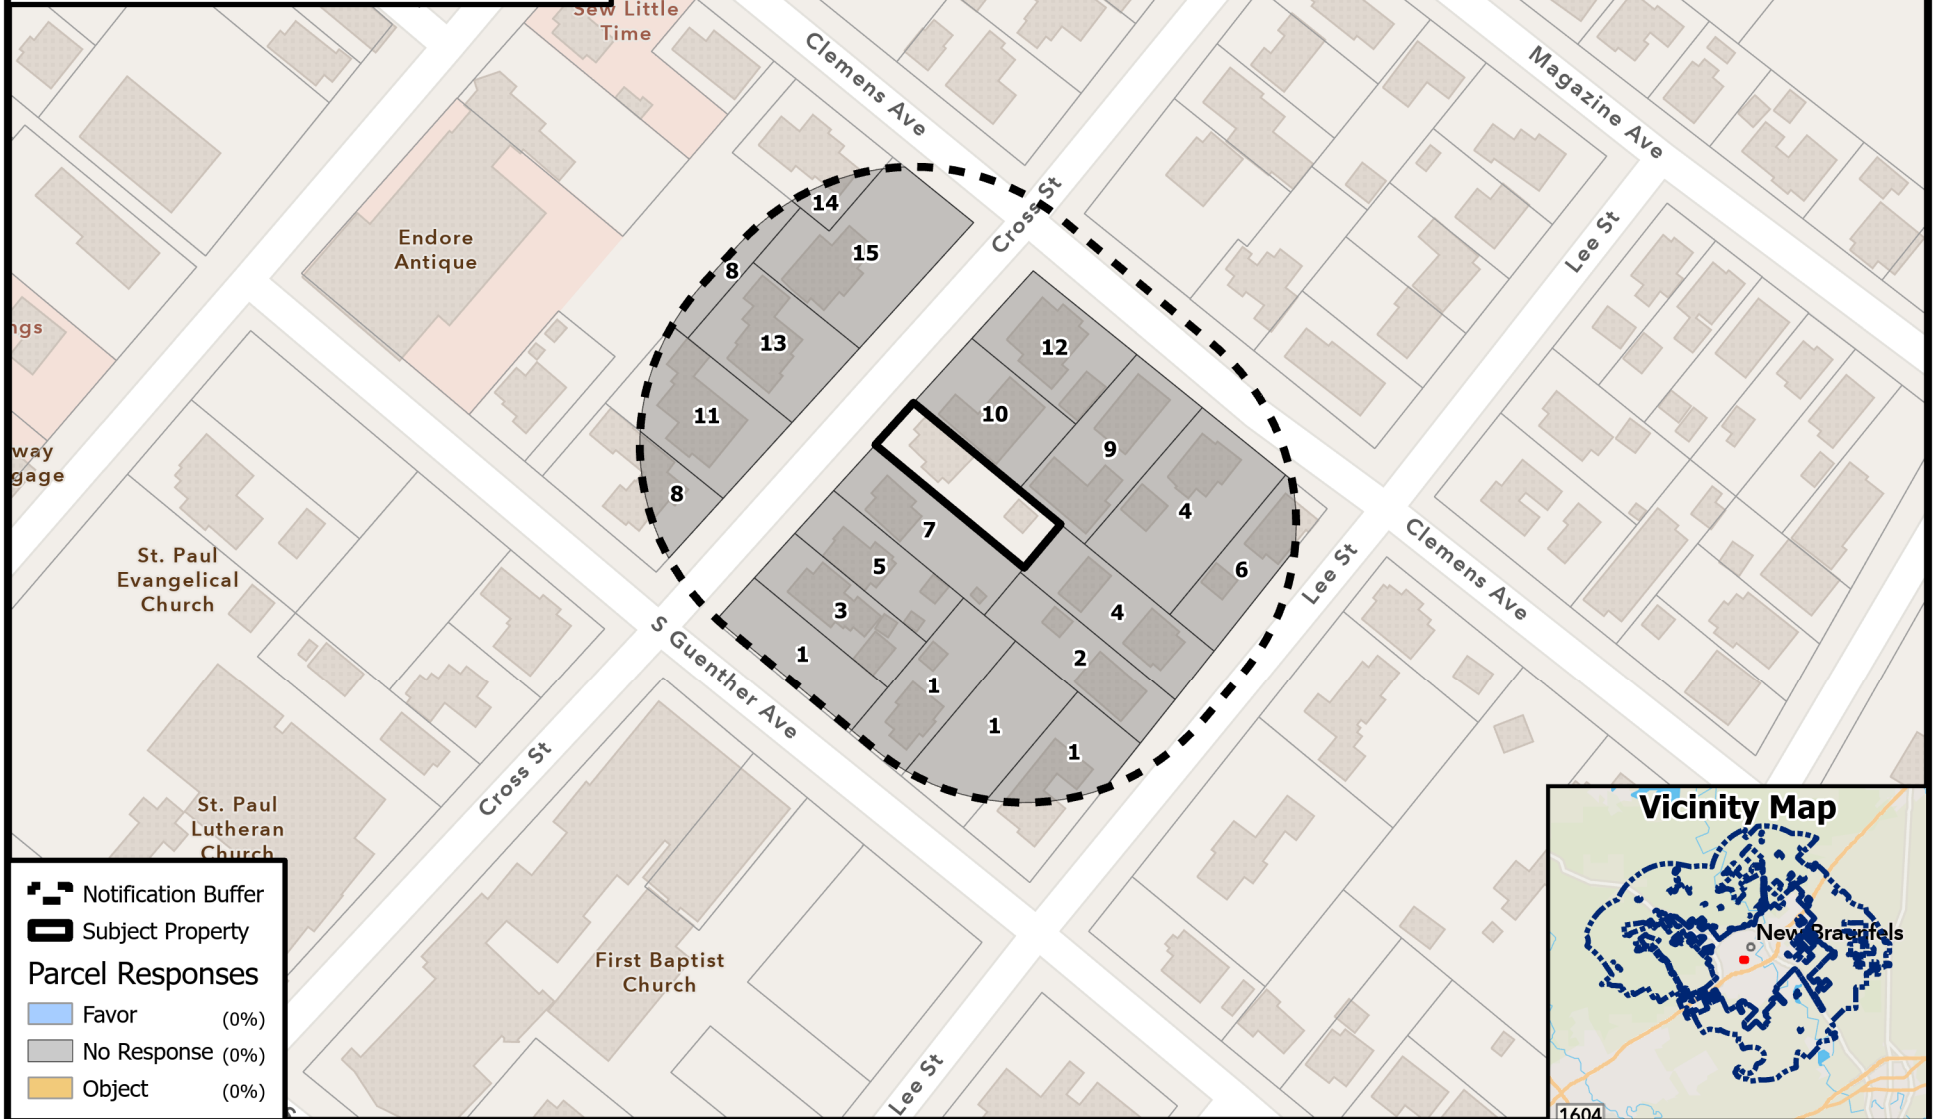 Sew Little
Time
Clemens Ave
Magazine Ave
Cross St
Lee St
Endore
Antique
14
15
8
13
12
11
10
9
8
7
4
5
6
3
4
1
2
1
1
1
way
gage
St. Paul
Evangelical
Church
S Guenther Ave
Lee St
Clemens Ave
Cross St
St. Paul
Lutheran
Church
First Baptist
Church
Lee St
Notification Buffer
Subject Property
Parcel Responses
Favor (0%)
No Response (0%)
Object (0%)
Vicinity Map
New Braunfels
1604